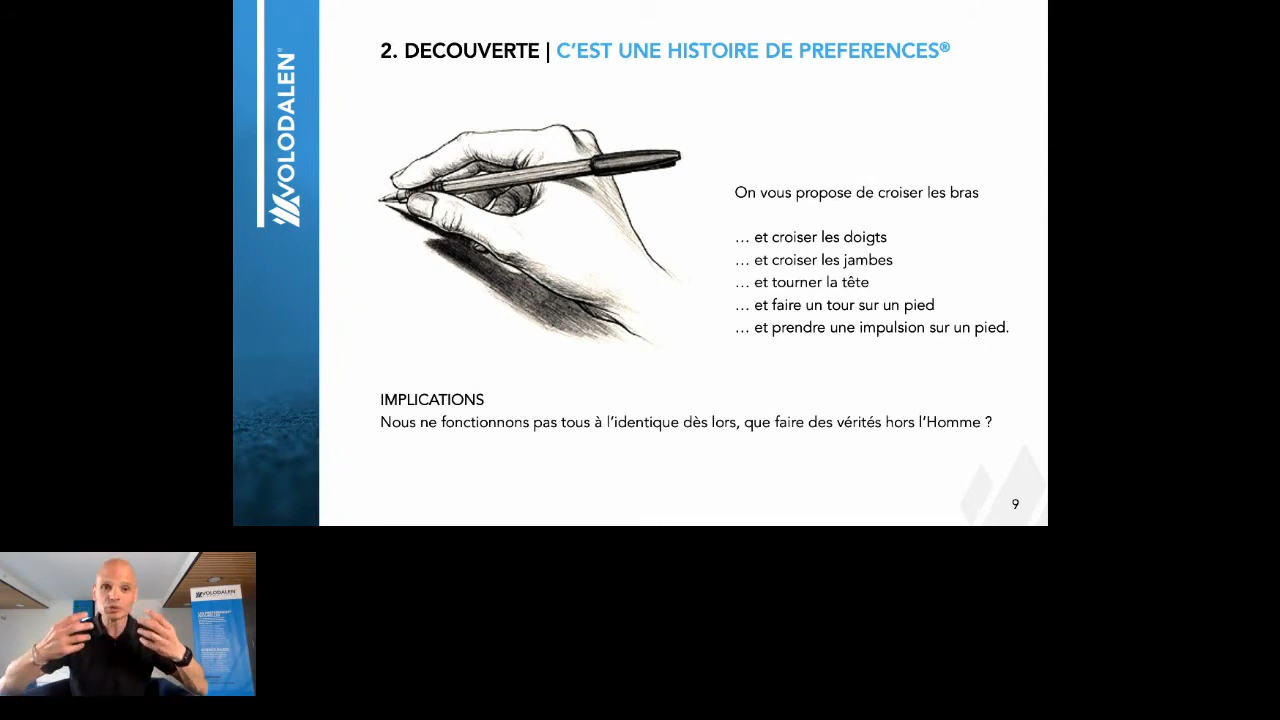 2. DECOUVERTE | C’EST UNE HISTOIRE DE PREFERENCES®
VOLODALEN®
On vous propose de croiser les bras
… et croiser les doigts
… et croiser les jambes
… et tourner la tête
… et faire un tour sur un pied
… et prendre une impulsion sur un pied.
IMPLICATIONS
Nous ne fonctionnons pas tous à l’identique dès lors, que faire des vérités hors l’Homme ?
9
VOLODALEN